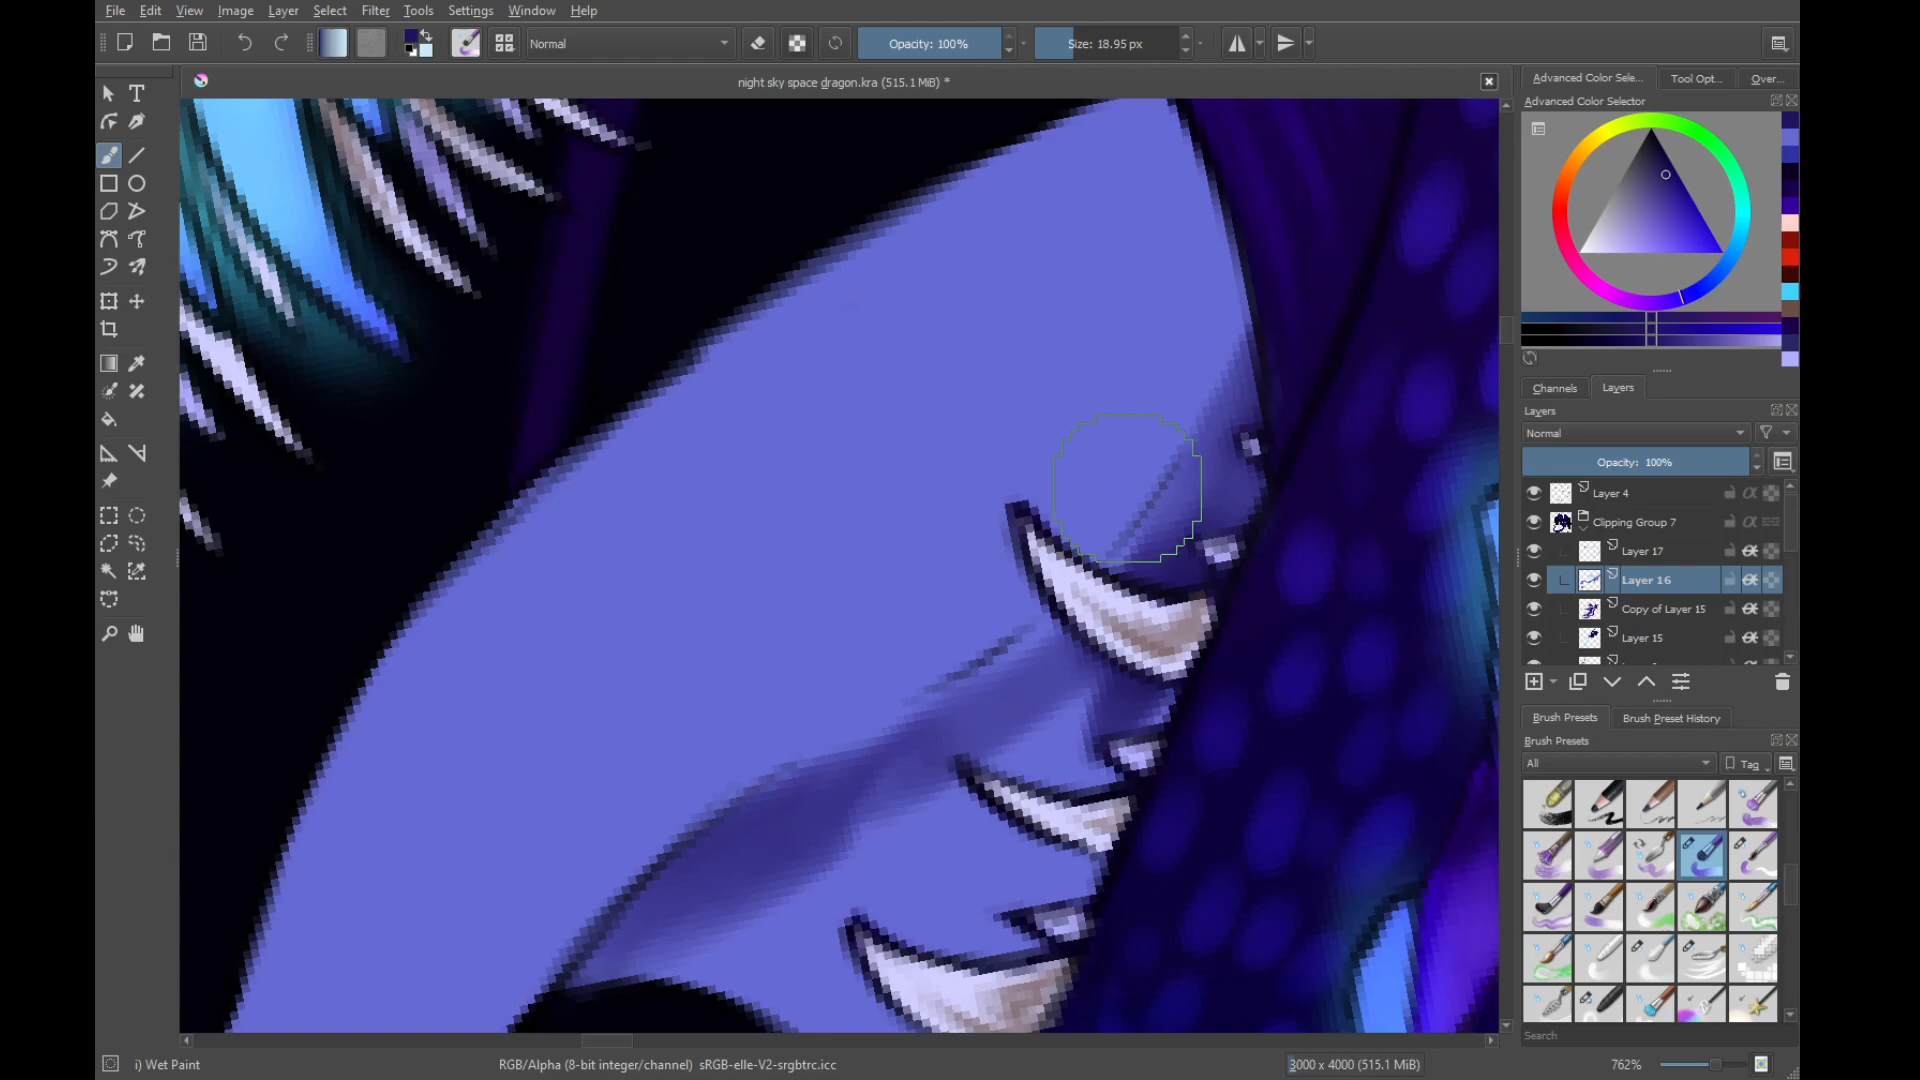 File Edit View Image Layer Select Filter Tools Settings Window Help
Normal Opacity: 100% Size: 18.95 px
night sky space dragon.kra (515.1 MiB) *
Advanced Color Sele... Tool Opt... Over...
Advanced Color Selector
Channels Layers
Layers
Normal
Opacity: 100%
Layer 4
Clipping Group 7
Layer 17
Layer 16
Copy of Layer 15
Layer 15
Brush Presets Brush Preset History
Brush Presets
All Tag
Search
i) Wet Paint RGB/Alpha (8-bit integer/channel) sRGB-elle-V2-srgbtrc.icc 3000 x 4000 (515.1 MiB) 762%